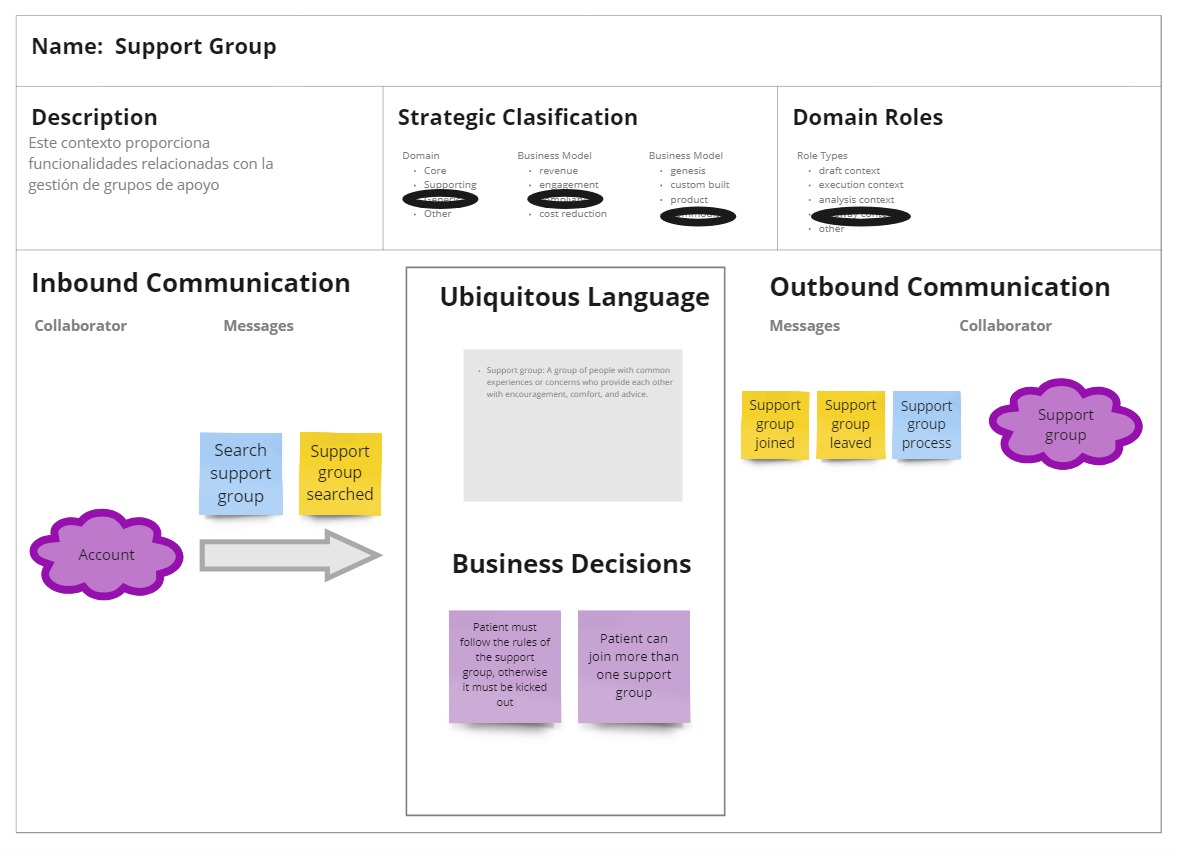 Name: Support Group
Description
Este contexto proporciona
funcionalidades relacionadas con la
gestión de grupos de apoyo
Strategic Clasification
Domain
• Core
• Supporting
• Other
Business Model
• revenue
• engagement
• cost reduction
Business Model
• genesis
• custom built
• product
Domain Roles
Role Types
• draft context
• execution context
• analysis context
• other
Inbound Communication
Collaborator
Messages
Search
support
group
Support
group
searched
Account
Ubiquitous Language
• Support group: A group of people with common
experiences or concerns who provide each other
with encouragement, comfort, and advice.
Business Decisions
Patient must
follow the rules of
the support
group, otherwise
it must be kicked
out
Patient can
join more than
one support
group
Outbound Communication
Messages
Collaborator
Support
group
joined
Support
group
leaved
Support
group
process
Support
group